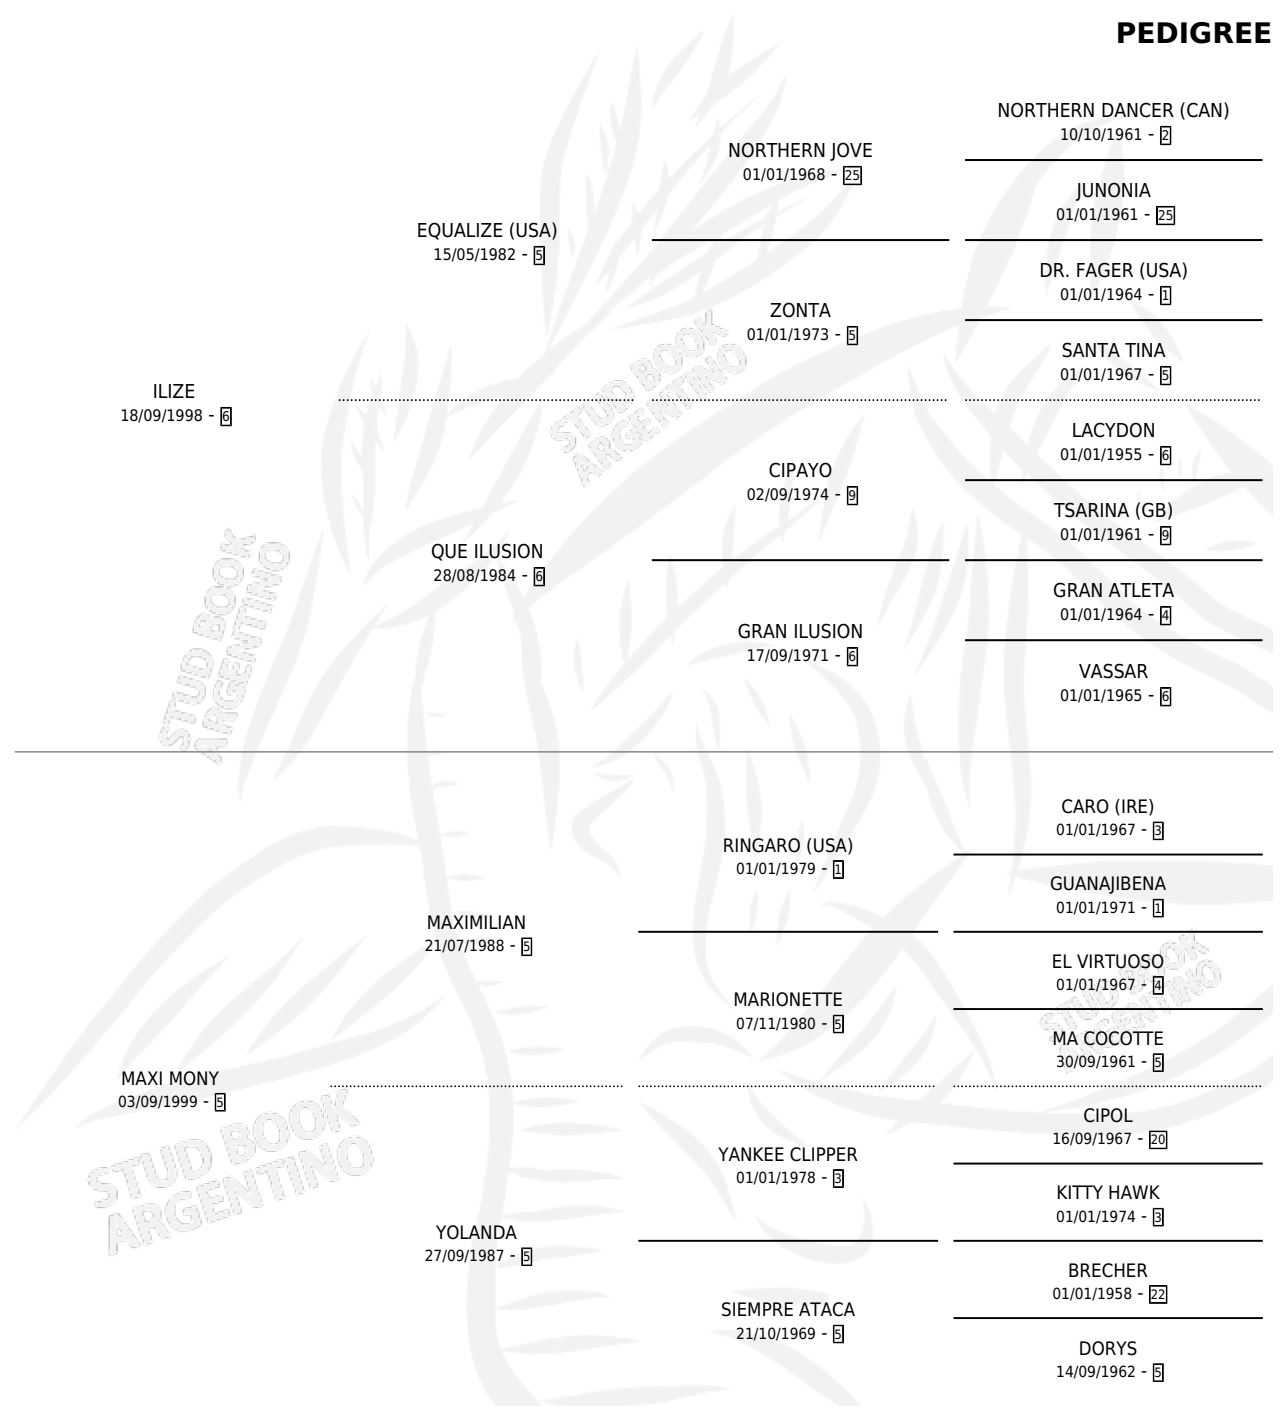 PEDIGREE
NORTHERN DANCER (CAN)
10/10/1961 - 2
NORTHERN JOVE
01/01/1968 - 25
JUNONIA
01/01/1961 - 25
EQUALIZE (USA)
15/05/1982 - 5
DR. FAGER (USA)
01/01/1964 - 1
ZONTA
01/01/1973 - 5
SANTA TINA
01/01/1967 - 5
ILIZE
18/09/1998 - 6
LACYDON
01/01/1955 - 6
CIPAYO
02/09/1974 - 9
TSARINA (GB)
01/01/1961 - 9
QUE ILUSION
28/08/1984 - 6
GRAN ATLETA
01/01/1964 - 4
GRAN ILUSION
17/09/1971 - 6
VASSAR
01/01/1965 - 6
CARO (IRE)
01/01/1967 - 3
RINGARO (USA)
01/01/1979 - 1
GUANAJIBENA
01/01/1971 - 1
MAXIMILIAN
21/07/1988 - 5
EL VIRTUOSO
01/01/1967 - 4
MARIONETTE
07/11/1980 - 5
MA COCOTTE
30/09/1961 - 5
MAXI MONY
03/09/1999 - 5
CIPOL
16/09/1967 - 20
YANKEE CLIPPER
01/01/1978 - 3
KITTY HAWK
01/01/1974 - 3
YOLANDA
27/09/1987 - 5
BRECHER
01/01/1958 - 22
SIEMPRE ATACA
21/10/1969 - 5
DORYS
14/09/1962 - 5
STUD BOOK
ARGENTINO
STUD BOOK
ARGENTINO
STUD BOOK
ARGENTINO
STUD BOOK
ARGENTINO